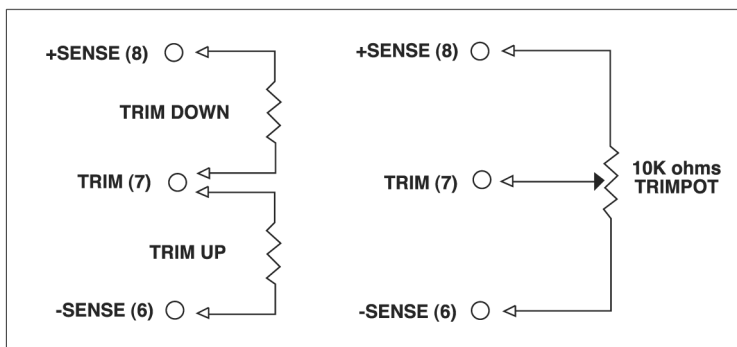 +SENSE (8)
TRIM DOWN
TRIM (7)
TRIM UP
-SENSE (6)
+SENSE (8)
TRIM (7)
10K ohms
TRIMPOT
-SENSE (6)